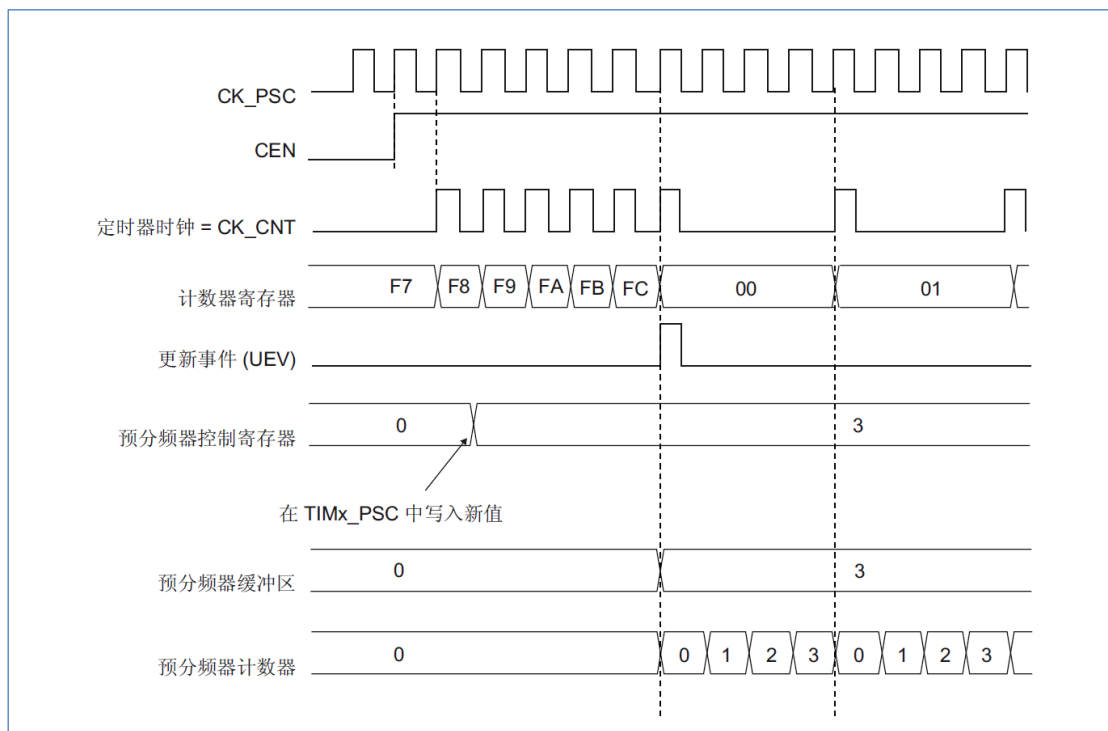 CK_PSC
CEN
定时器时钟 = CK_CNT
计数器寄存器
F7 F8 F9 FA FB FC 00 01
更新事件 (UEV)
预分频器控制寄存器
0 3
在 TIMx_PSC 中写入新值
预分频器缓冲区
0 3
预分频器计数器
0 0 1 2 3 0 1 2 3